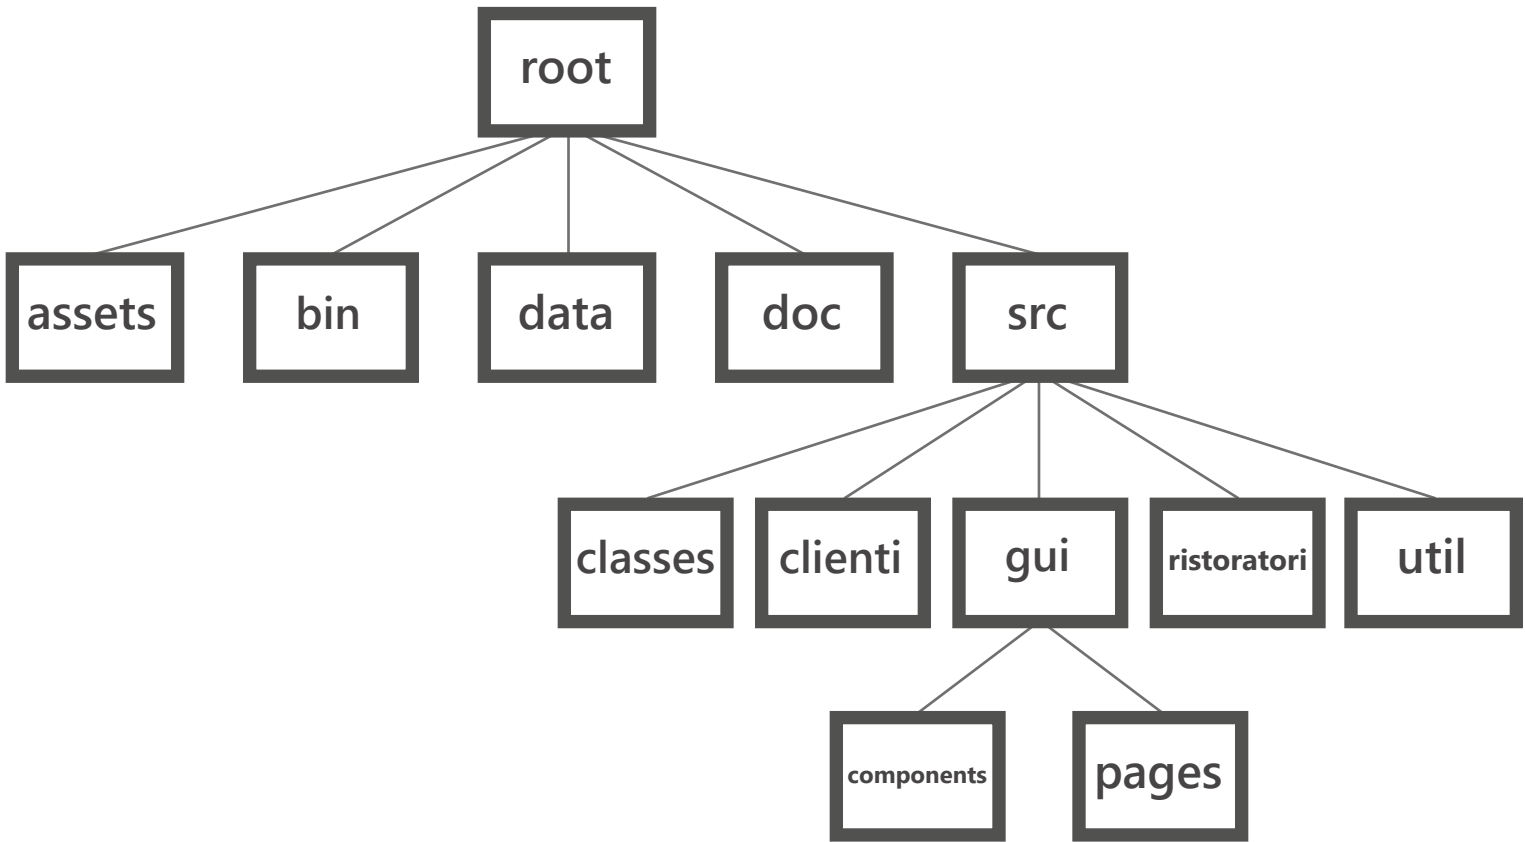 root
assets
bin
data
doc
src
classes
clienti
gui
ristoratori
util
components
pages